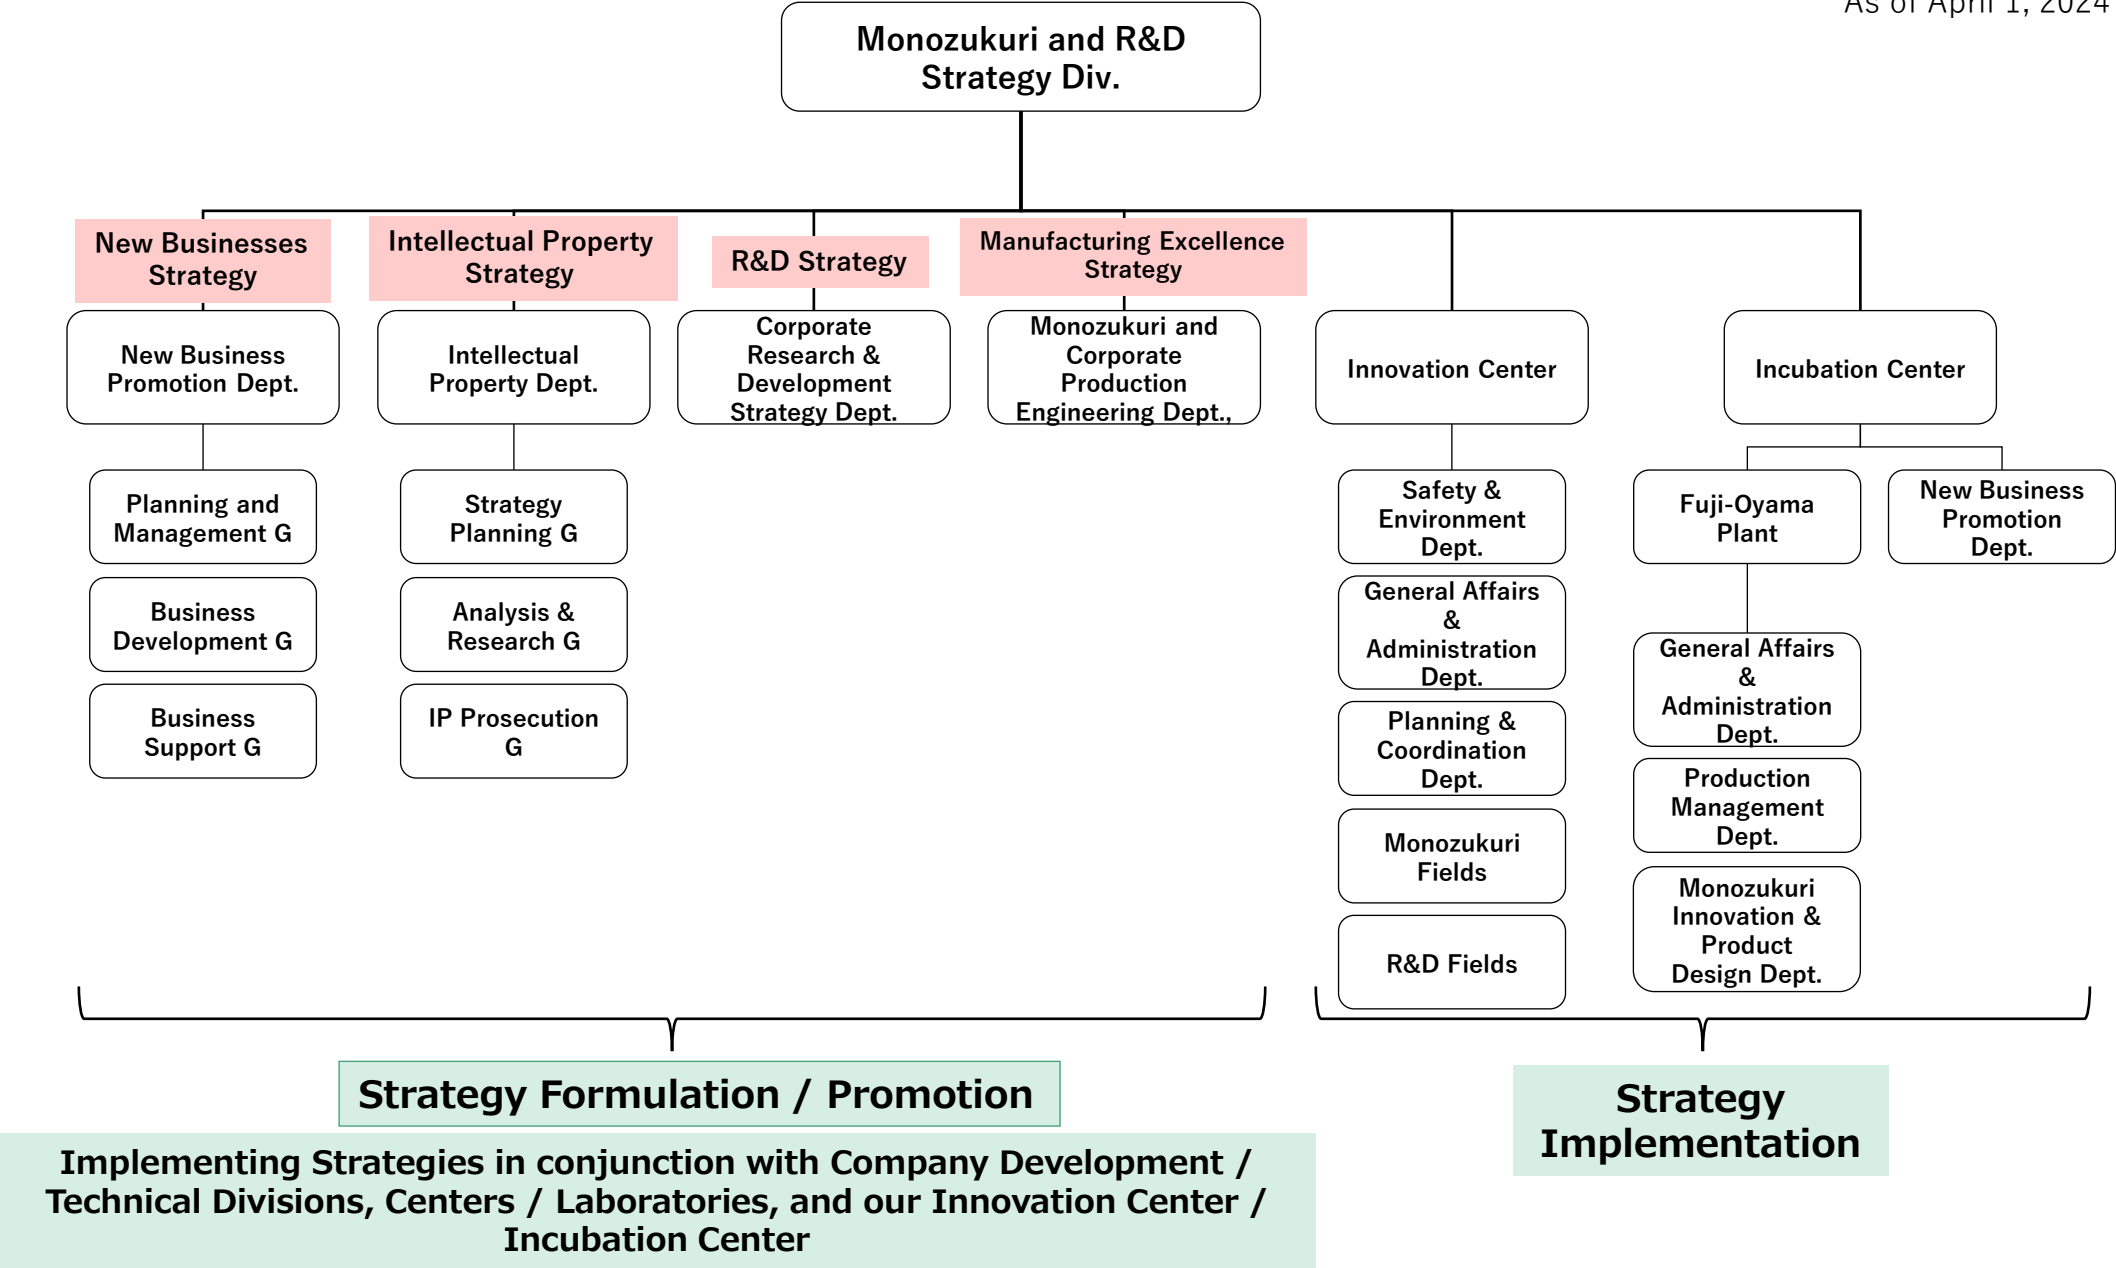 As of April 1, 2024
Monozukuri and R&D
Strategy Div.
New Businesses
Strategy
Intellectual Property
Strategy
R&D Strategy
Manufacturing Excellence
Strategy
New Business
Promotion Dept.
Intellectual
Property Dept.
Corporate
Research &
Development
Strategy Dept.
Monozukuri and
Corporate
Production
Engineering Dept.,
Innovation Center
Incubation Center
Planning and
Management G
Business
Development G
Business
Support G
Strategy
Planning G
Analysis &
Research G
IP Prosecution
G
Safety &
Environment
Dept.
General Affairs
&
Administration
Dept.
Planning &
Coordination
Dept.
Monozukuri
Fields
R&D Fields
Fuji-Oyama
Plant
New Business
Promotion
Dept.
General Affairs
&
Administration
Dept.
Production
Management
Dept.
Monozukuri
Innovation &
Product
Design Dept.
Strategy Formulation / Promotion
Implementing Strategies in conjunction with Company Development /
Technical Divisions, Centers / Laboratories, and our Innovation Center /
Incubation Center
Strategy
Implementation